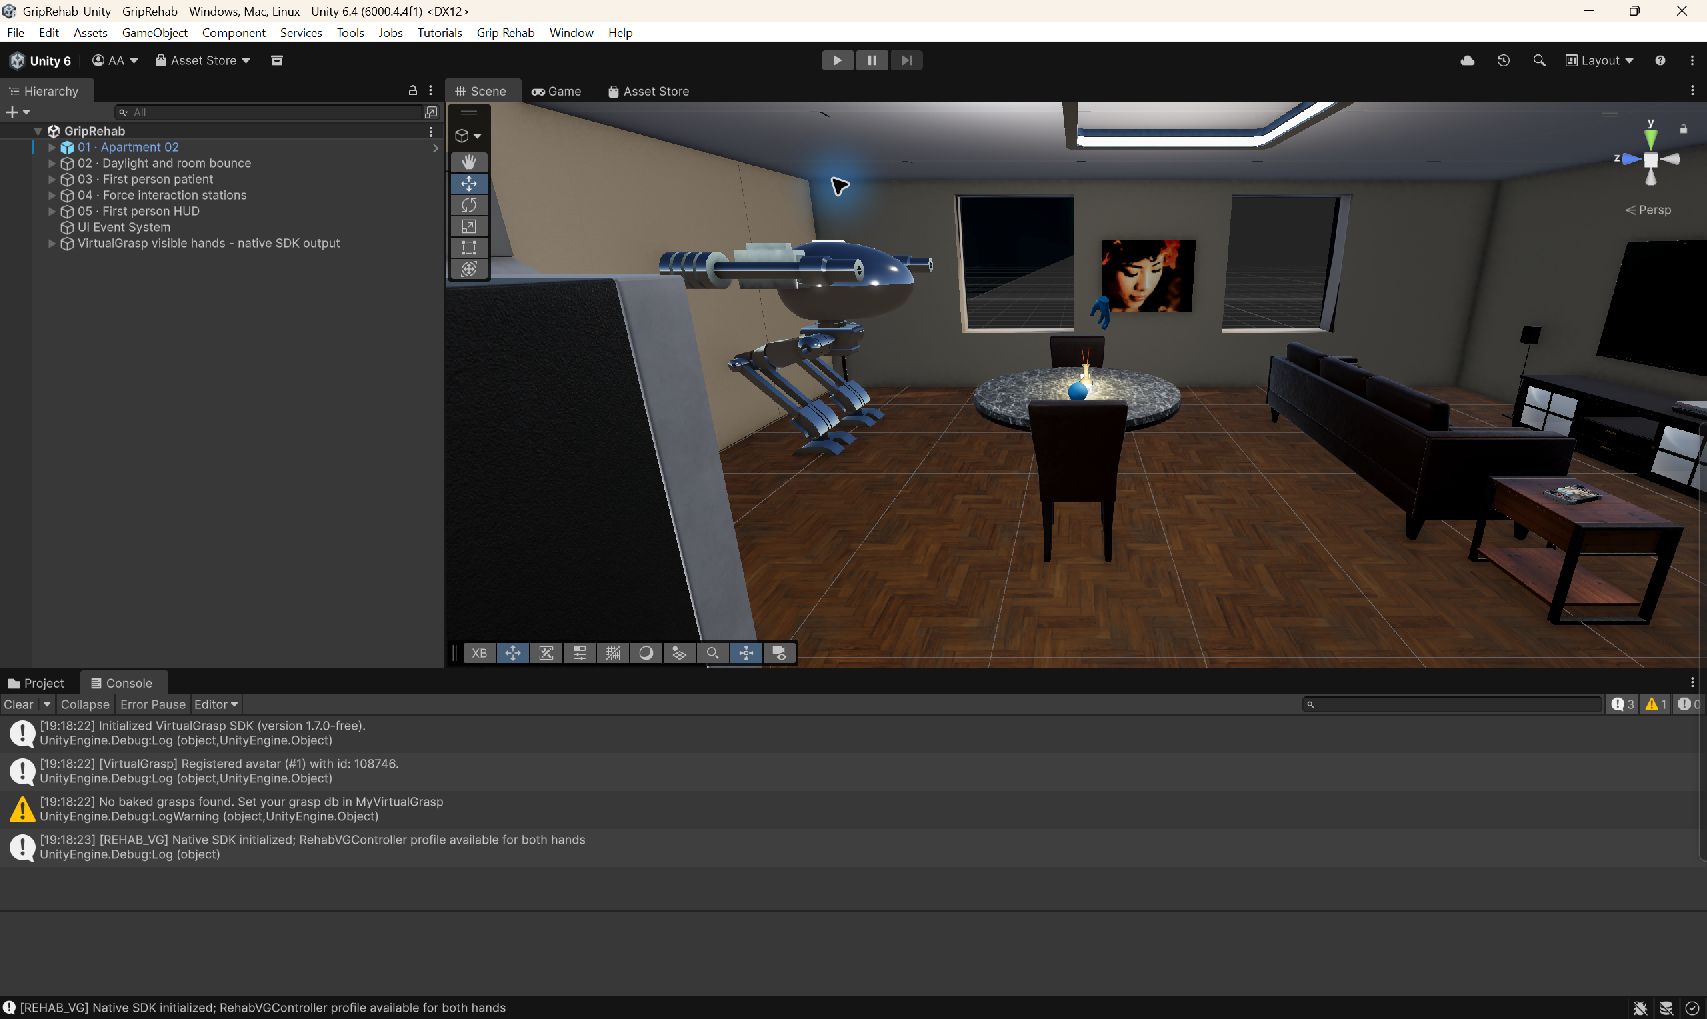 GripRehab-Unity - GripRehab - Windows, Mac, Linux - Unity 6.4 (6000.4.4f1) <DX12>
File Edit Assets GameObject Component Services Tools Jobs Tutorials Grip Rehab Window Help
Unity 6 AA Asset Store Layout
Hierarchy
Scene Game Asset Store
All
GripRehab
01 · Apartment 02
02 · Daylight and room bounce
03 · First person patient
04 · Force interaction stations
05 · First person HUD
UI Event System
VirtualGrasp visible hands - native SDK output
y
z
Persp
XB
Project Console
Clear Collapse Error Pause Editor 3 1 0
[19:18:22] Initialized VirtualGrasp SDK (version 1.7.0-free).
UnityEngine.Debug:Log (object,UnityEngine.Object)
[19:18:22] [VirtualGrasp] Registered avatar (#1) with id: 108746.
UnityEngine.Debug:Log (object,UnityEngine.Object)
[19:18:22] No baked grasps found. Set your grasp db in MyVirtualGrasp
UnityEngine.Debug:LogWarning (object,UnityEngine.Object)
[19:18:23] [REHAB_VG] Native SDK initialized; RehabVGController profile available for both hands
UnityEngine.Debug:Log (object)
[REHAB_VG] Native SDK initialized; RehabVGController profile available for both hands